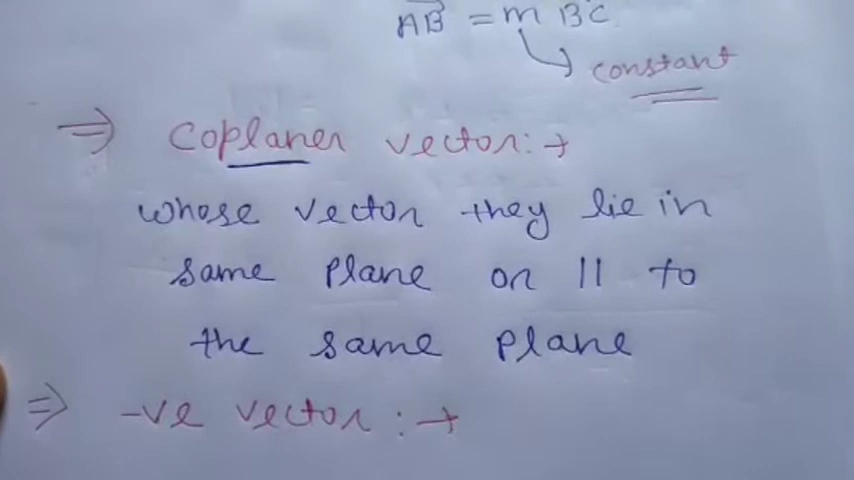 AB = m BC
constant
⇒ coplaner vector :→
whose vector they lie in
same plane or || to
the same plane
⇒ -ve vector :→